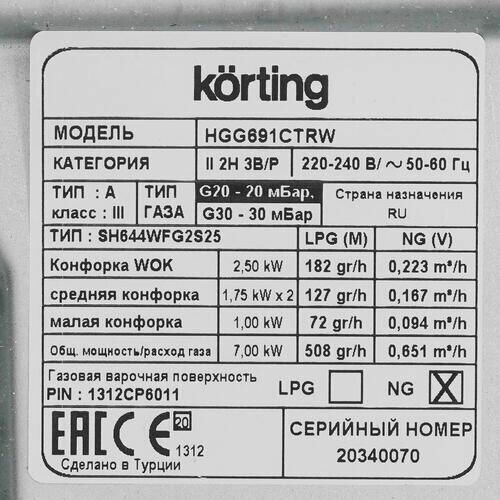 körting
МОДЕЛЬ HGG691CTRW
КАТЕГОРИЯ II 2H 3B/P 220-240 В/ ~ 50-60 Гц
ТИП : A ТИП G20 - 20 мБар, Страна назначения
класс : III ГАЗА G30 - 30 мБар RU
ТИП : SH644WFG2S25 LPG (M) NG (V)
Конфорка WOK 2,50 kW 182 gr/h 0,223 m³/h
средняя конфорка 1,75 kW x 2 127 gr/h 0,167 m³/h
малая конфорка 1,00 kW 72 gr/h 0,094 m³/h
Общ. мощность/расход газа 7,00 kW 508 gr/h 0,651 m³/h
Газовая варочная поверхность LPG NG X
PIN : 1312CP6011
EAC CE 20 1312 СЕРИЙНЫЙ НОМЕР
Сделано в Турции 20340070